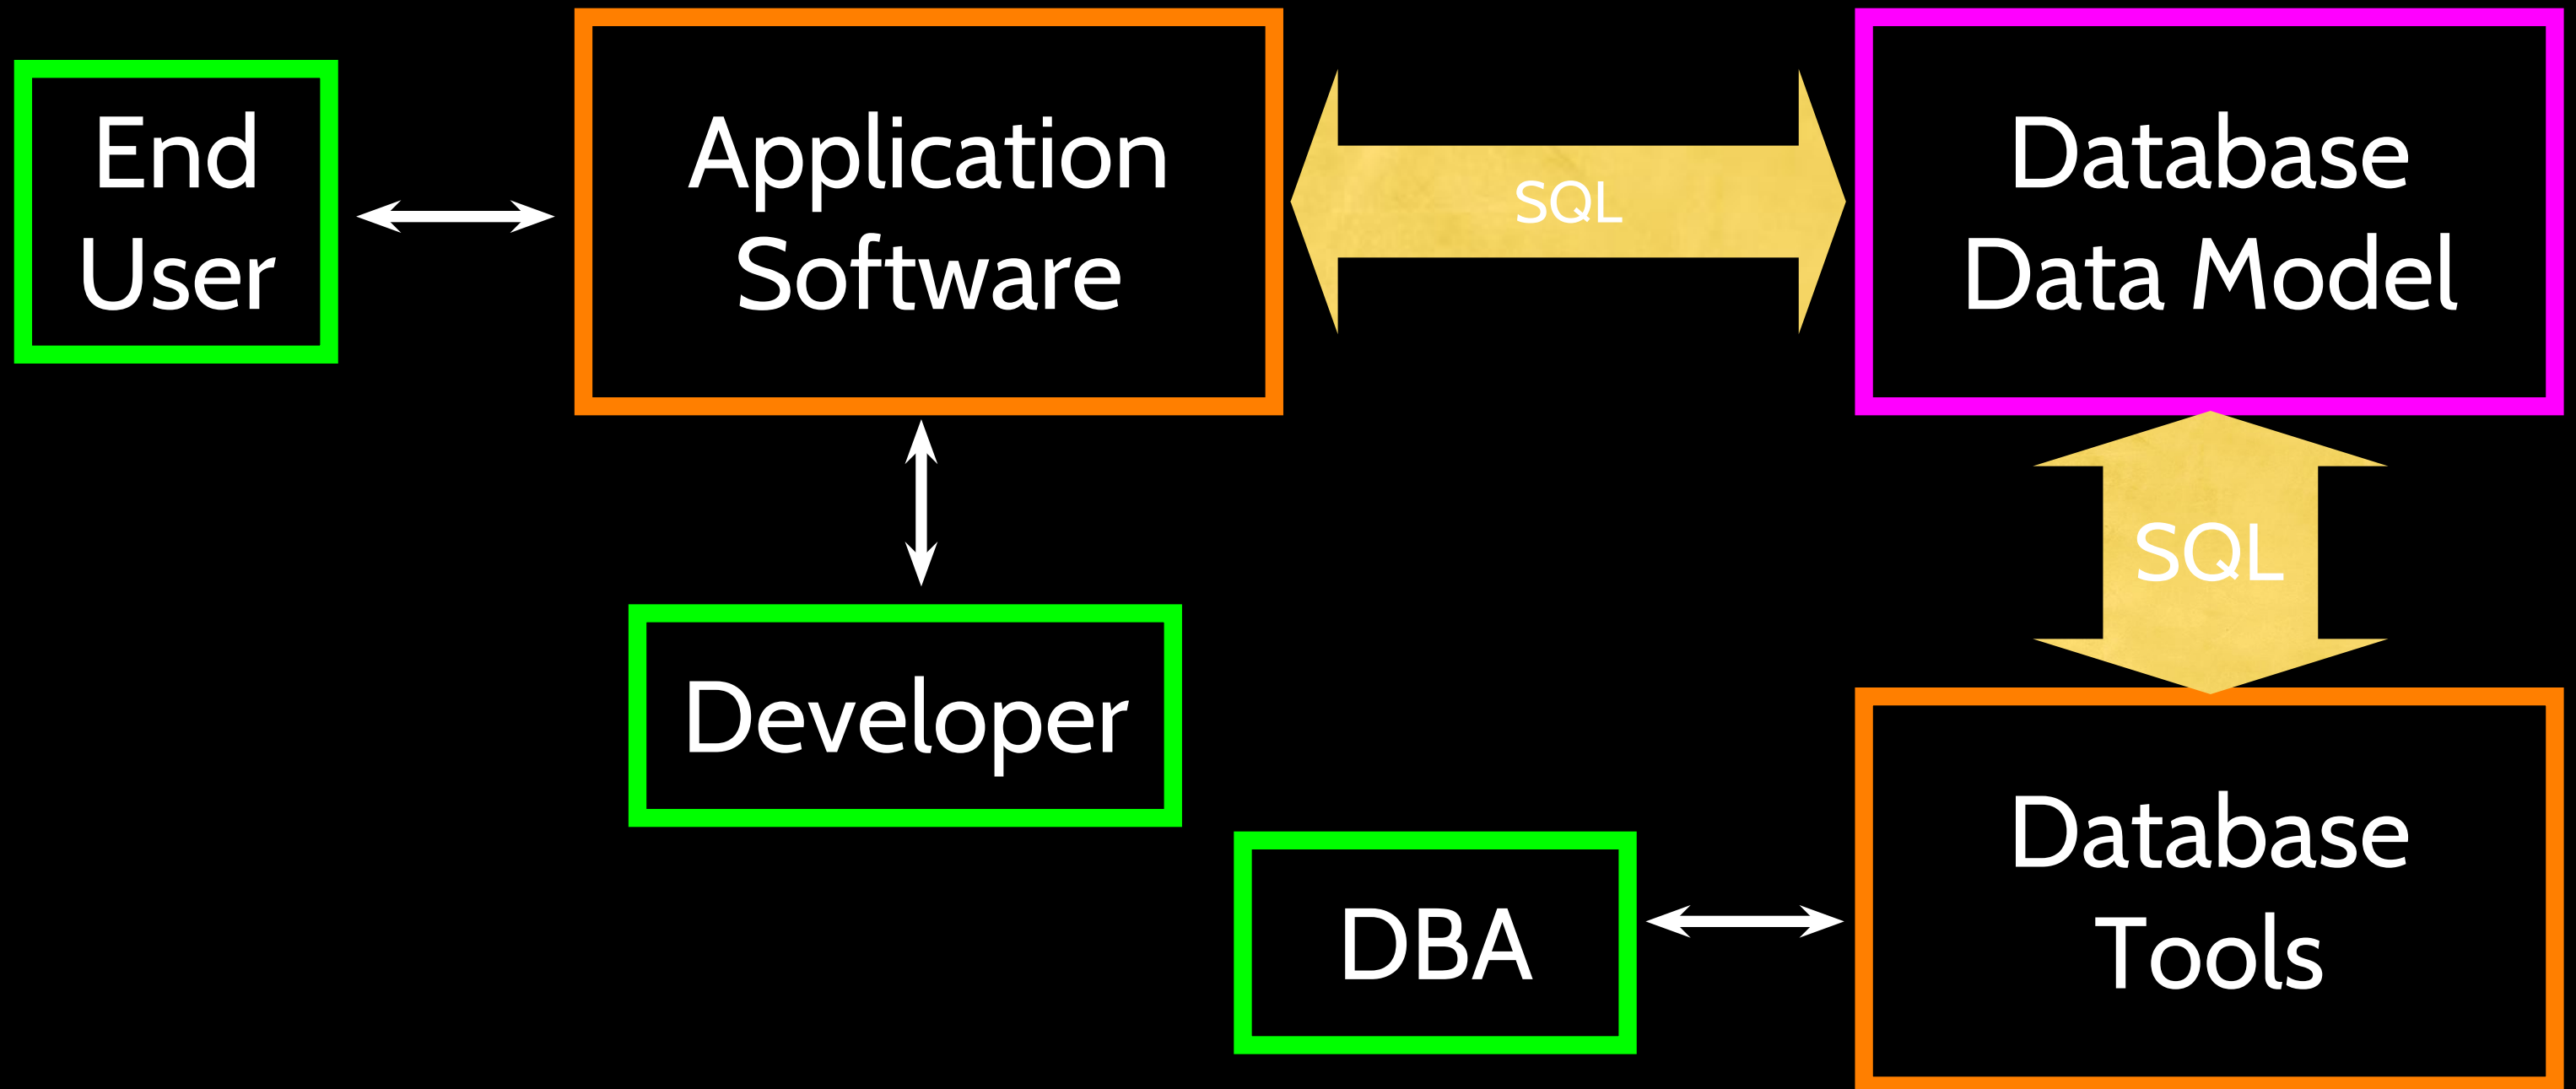 End
User
Application
Software
SQL
Database
Data Model
SQL
Developer
DBA
Database
Tools